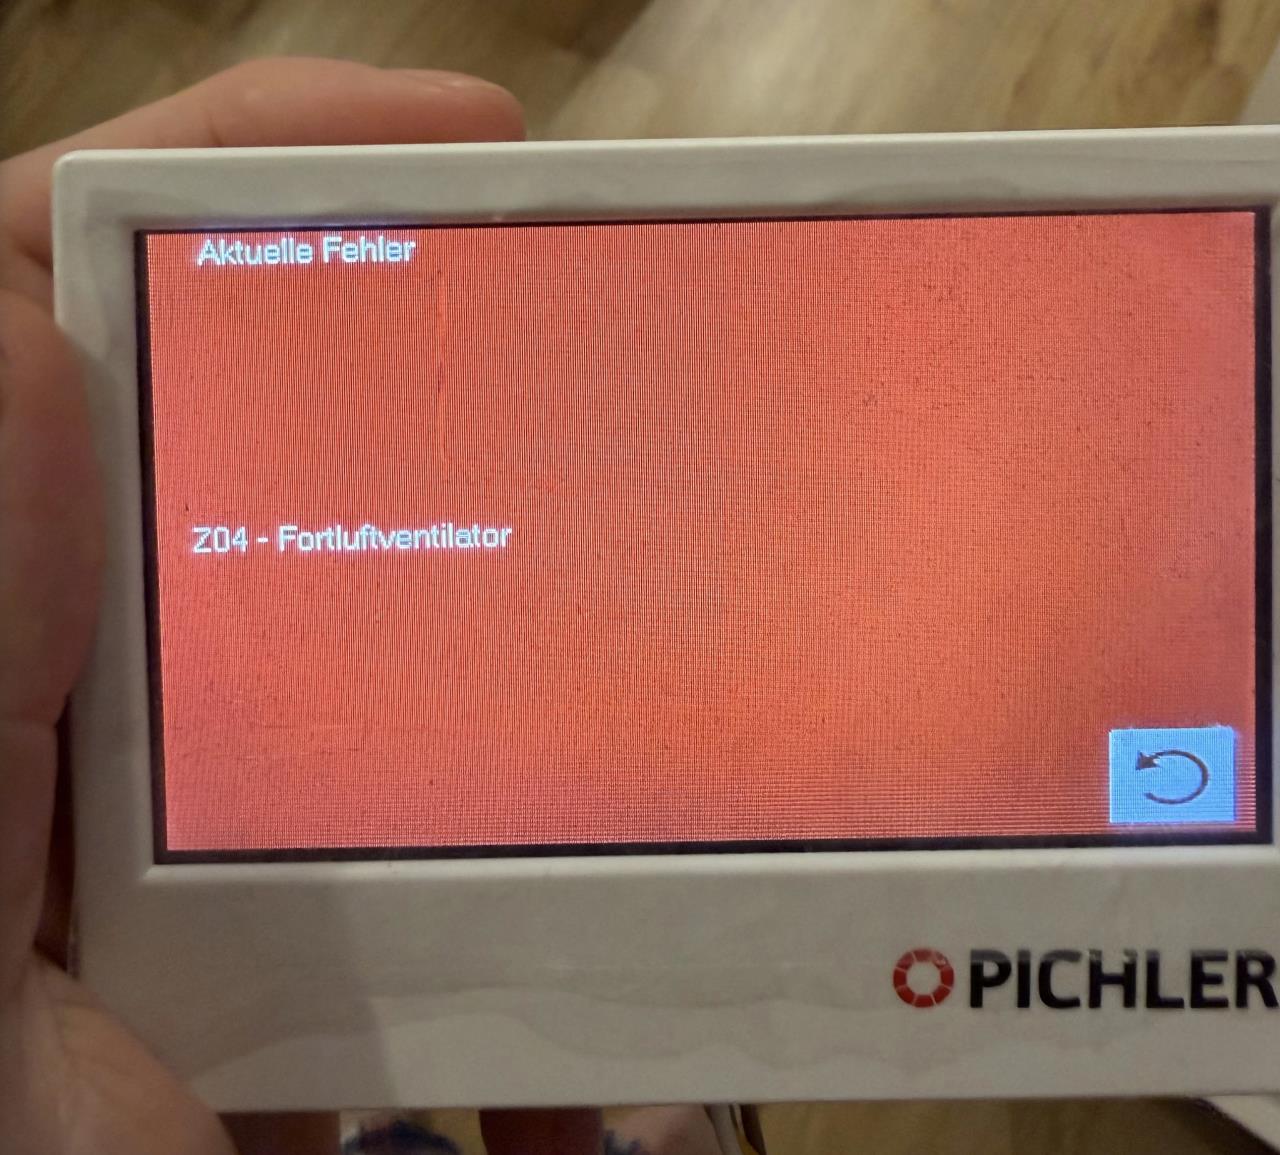 Aktuelle Fehler
Z04 - Fortluftventilator
PICHLER